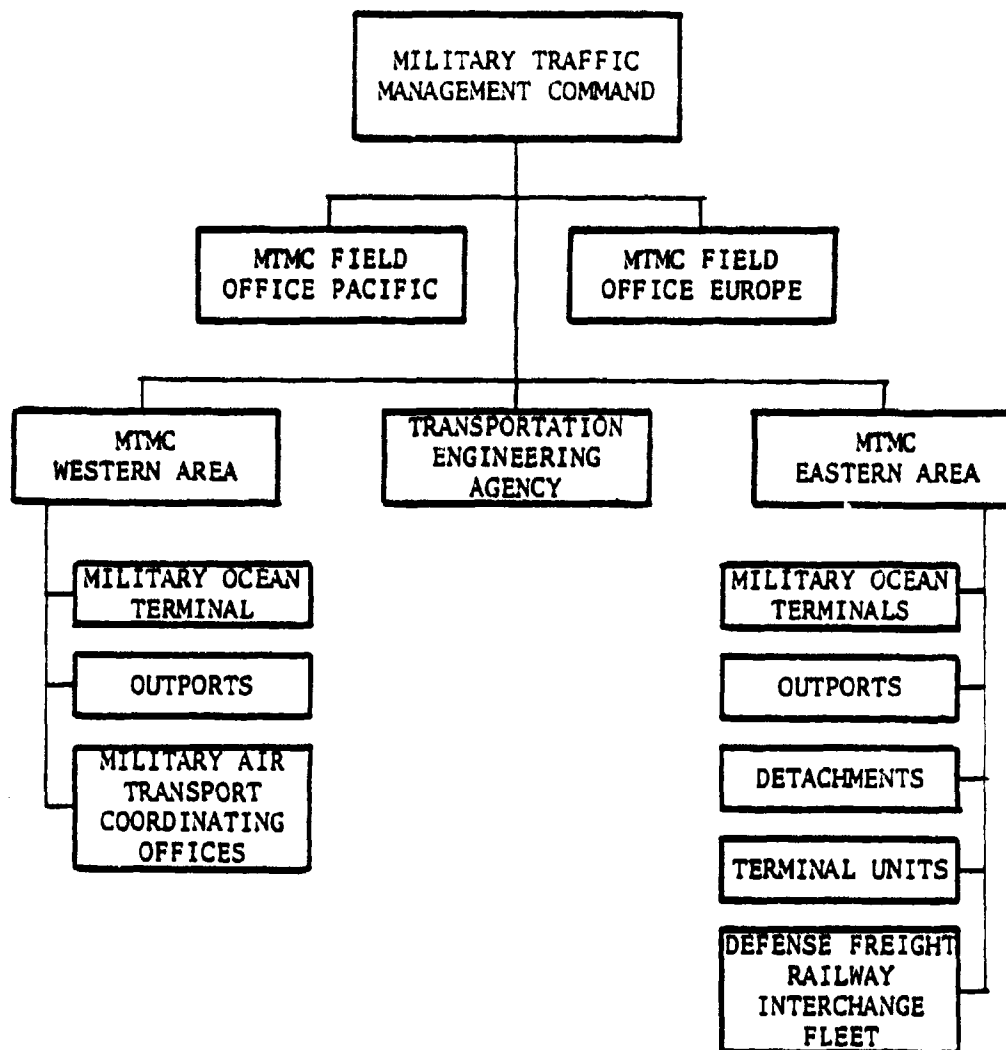 MILITARY TRAFFIC
MANAGEMENT COMMAND
MTMC FIELD
OFFICE PACIFIC
MTMC FIELD
OFFICE EUROPE
MTMC
WESTERN AREA
TRANSPORTATION
ENGINEERING
AGENCY
MTMC
EASTERN AREA
MILITARY OCEAN
TERMINAL
OUTPORTS
MILITARY AIR
TRANSPORT
COORDINATING
OFFICES
MILITARY OCEAN
TERMINALS
OUTPORTS
DETACHMENTS
TERMINAL UNITS
DEFENSE FREIGHT
RAILWAY
INTERCHANGE
FLEET